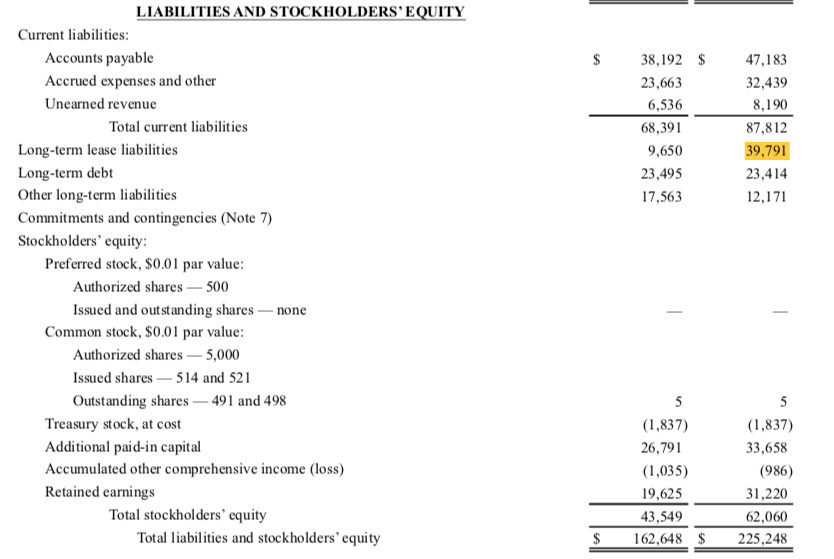 LIABILITIES AND STOCKHOLDERS' EQUITY
Current liabilities:
Accounts payable $ 38,192 $ 47,183
Accrued expenses and other 23,663 32,439
Unearned revenue 6,536 8,190
Total current liabilities 68,391 87,812
Long-term lease liabilities 9,650 39,791
Long-term debt 23,495 23,414
Other long-term liabilities 17,563 12,171
Commitments and contingencies (Note 7)
Stockholders' equity:
Preferred stock, $0.01 par value:
Authorized shares — 500
Issued and outstanding shares — none — —
Common stock, $0.01 par value:
Authorized shares — 5,000
Issued shares — 514 and 521
Outstanding shares — 491 and 498 5 5
Treasury stock, at cost (1,837) (1,837)
Additional paid-in capital 26,791 33,658
Accumulated other comprehensive income (loss) (1,035) (986)
Retained earnings 19,625 31,220
Total stockholders' equity 43,549 62,060
Total liabilities and stockholders' equity $ 162,648 $ 225,248